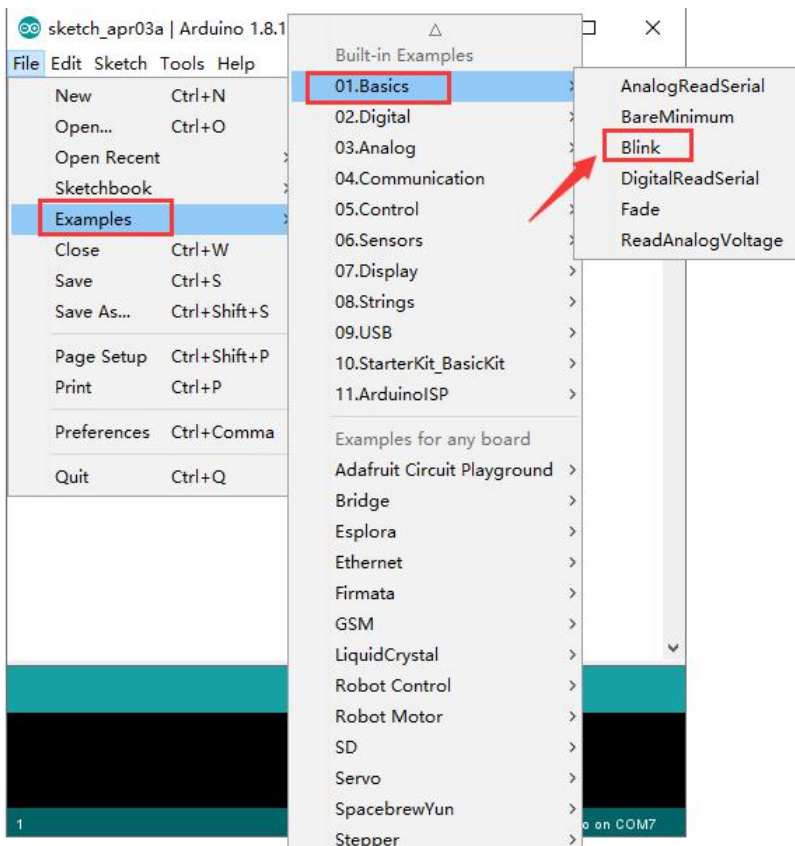 sketch_apr03a | Arduino 1.8.1
File Edit Sketch Tools Help
New Ctrl+N
Open... Ctrl+O
Open Recent
Sketchbook
Examples
Close Ctrl+W
Save Ctrl+S
Save As... Ctrl+Shift+S
Page Setup Ctrl+Shift+P
Print Ctrl+P
Preferences Ctrl+Comma
Quit Ctrl+Q
Built-in Examples
01.Basics
02.Digital
03.Analog
04.Communication
05.Control
06.Sensors
07.Display
08.Strings
09.USB
10.StarterKit_BasicKit
11.ArduinoISP
Examples for any board
Adafruit Circuit Playground
Bridge
Esplora
Ethernet
Firmata
GSM
LiquidCrystal
Robot Control
Robot Motor
SD
Servo
SpacebrewYun
Stepper
AnalogReadSerial
BareMinimum
Blink
DigitalReadSerial
Fade
ReadAnalogVoltage
1
o on COM7